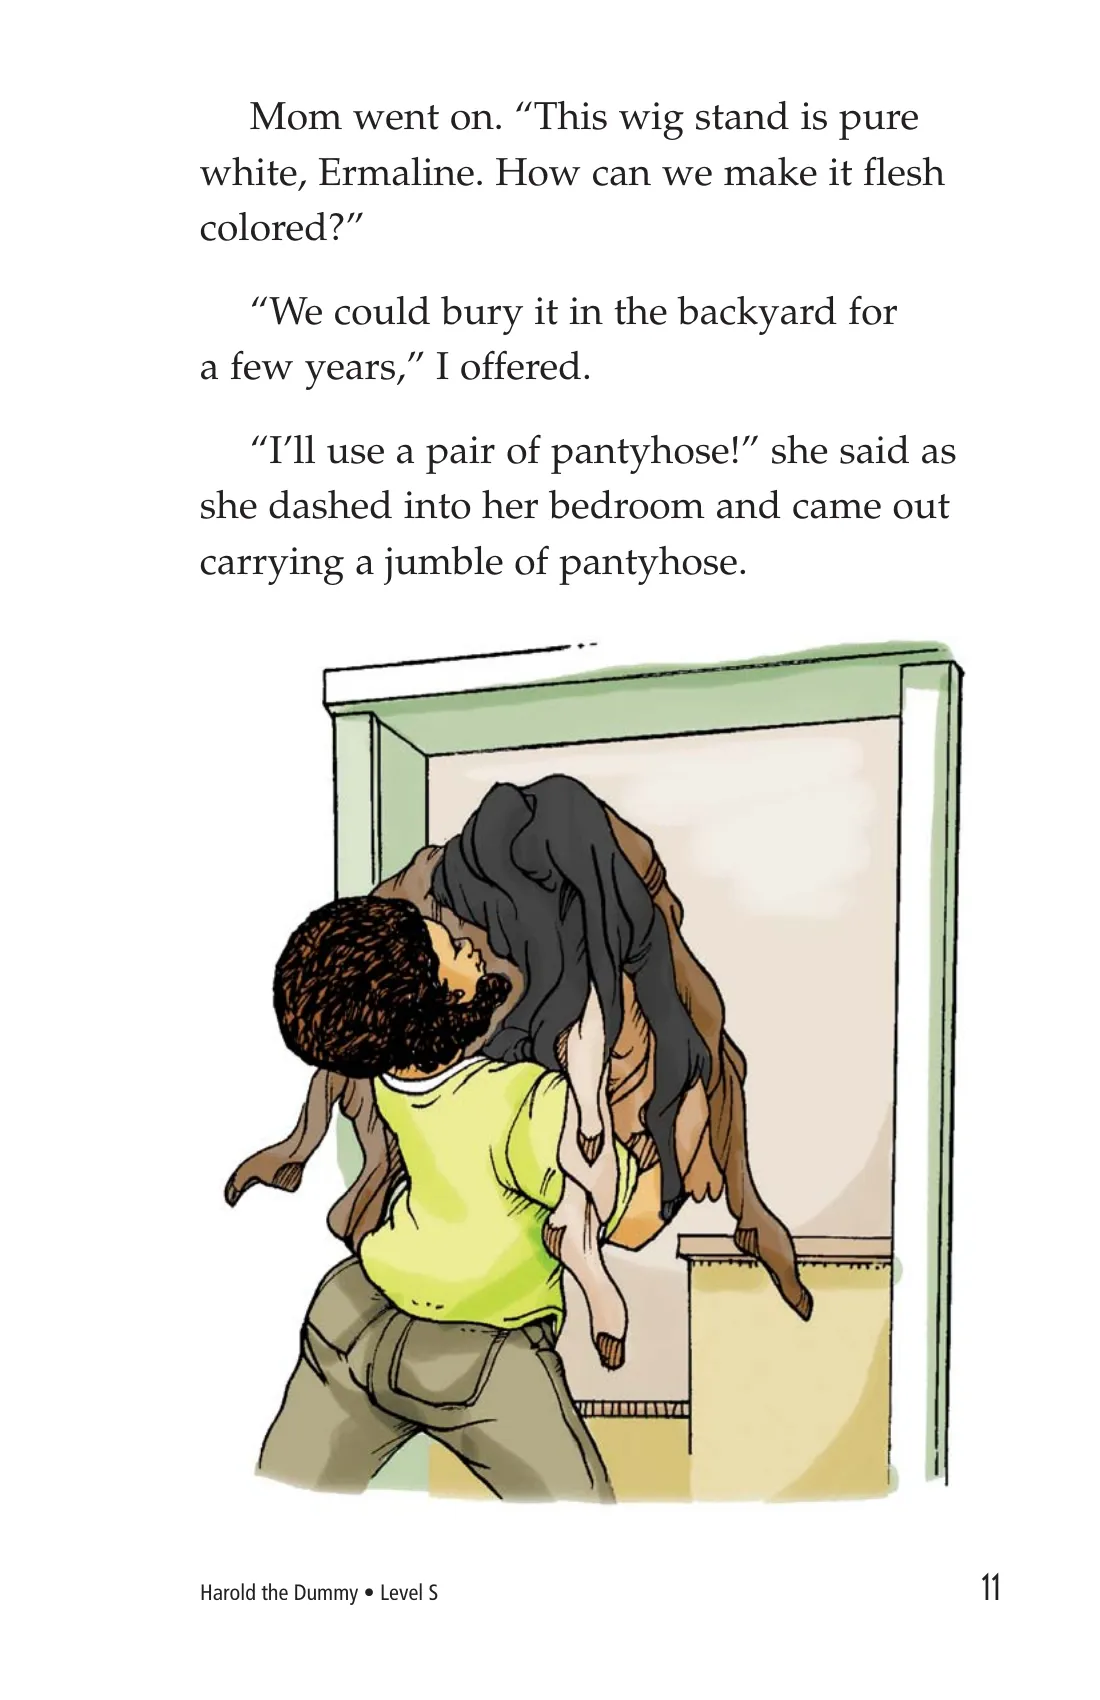 Mom went on. “This wig stand is pure
white, Ermaline. How can we make it flesh
colored?”
“We could bury it in the backyard for
a few years,” I offered.
“I’ll use a pair of pantyhose!” she said as
she dashed into her bedroom and came out
carrying a jumble of pantyhose.
Harold the Dummy • Level S
11